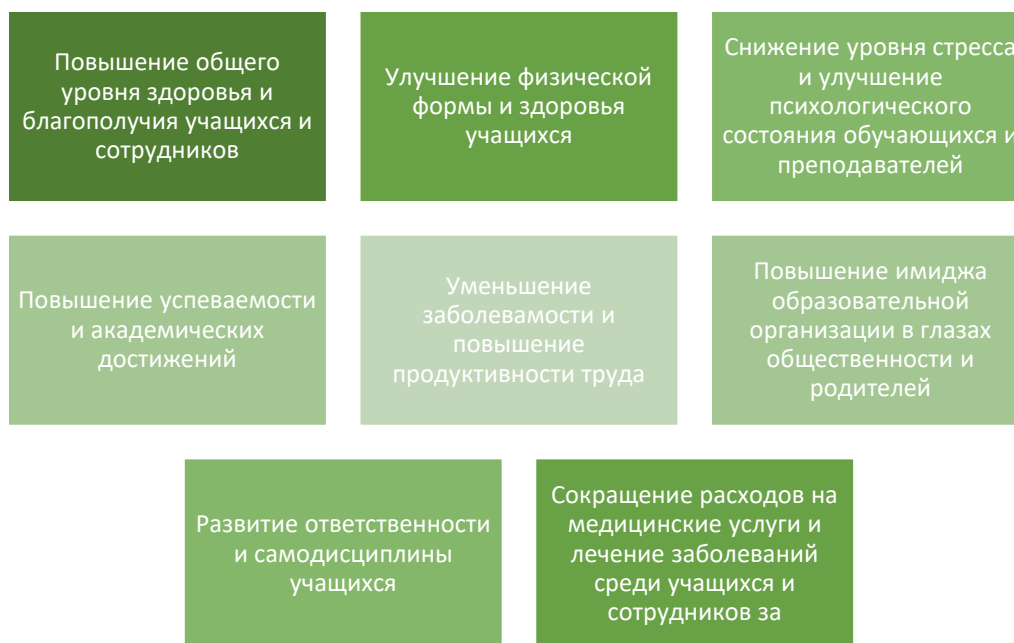 Повышение общего
уровня здоровья и
благополучия учащихся и
сотрудников
Улучшение физической
формы и здоровья
учащихся
Снижение уровня стресса
и улучшение
психологического
состояния обучающихся и
преподавателей
Повышение успеваемости
и академических
достижений
Уменьшение
заболевамости и
повышение
продуктивности труда
Повышение имиджа
образовательной
организации в глазах
общественности и
родителей
Развитие ответственности
и самодисциплины
учащихся
Сокращение расходов на
медицинские услуги и
лечение заболеваний
среди учащихся и
сотрудников за